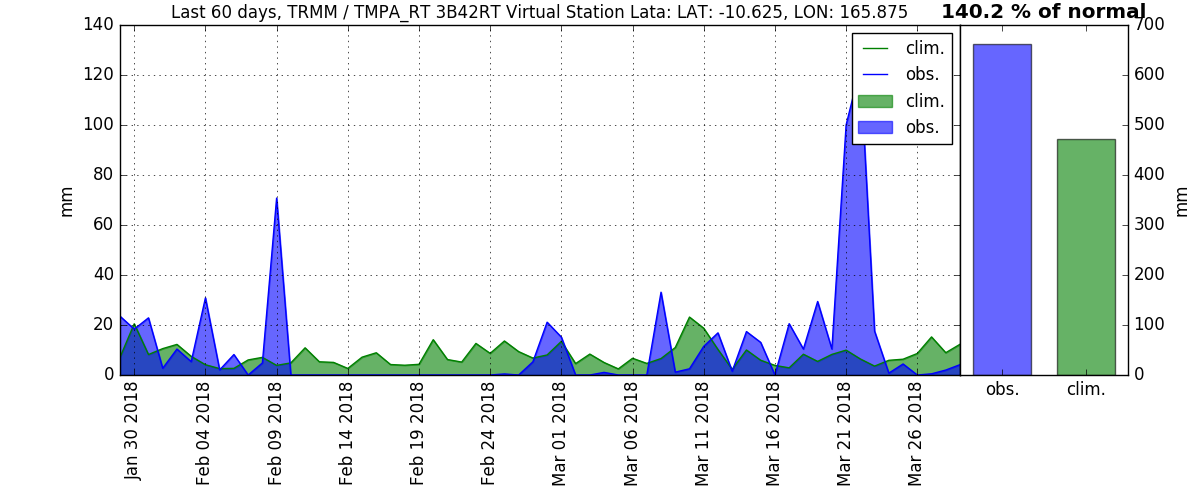 Last 60 days, TRMM / TMPA_RT 3B42RT Virtual Station Lata: LAT: -10.625, LON: 165.875
140.2 % of normal
mm
140
120
100
80
60
40
20
0
clim.
obs.
clim.
obs.
Jan 30 2018
Feb 04 2018
Feb 09 2018
Feb 14 2018
Feb 19 2018
Feb 24 2018
Mar 01 2018
Mar 06 2018
Mar 11 2018
Mar 16 2018
Mar 21 2018
Mar 26 2018
700
600
500
400
300
200
100
0
mm
obs.
clim.